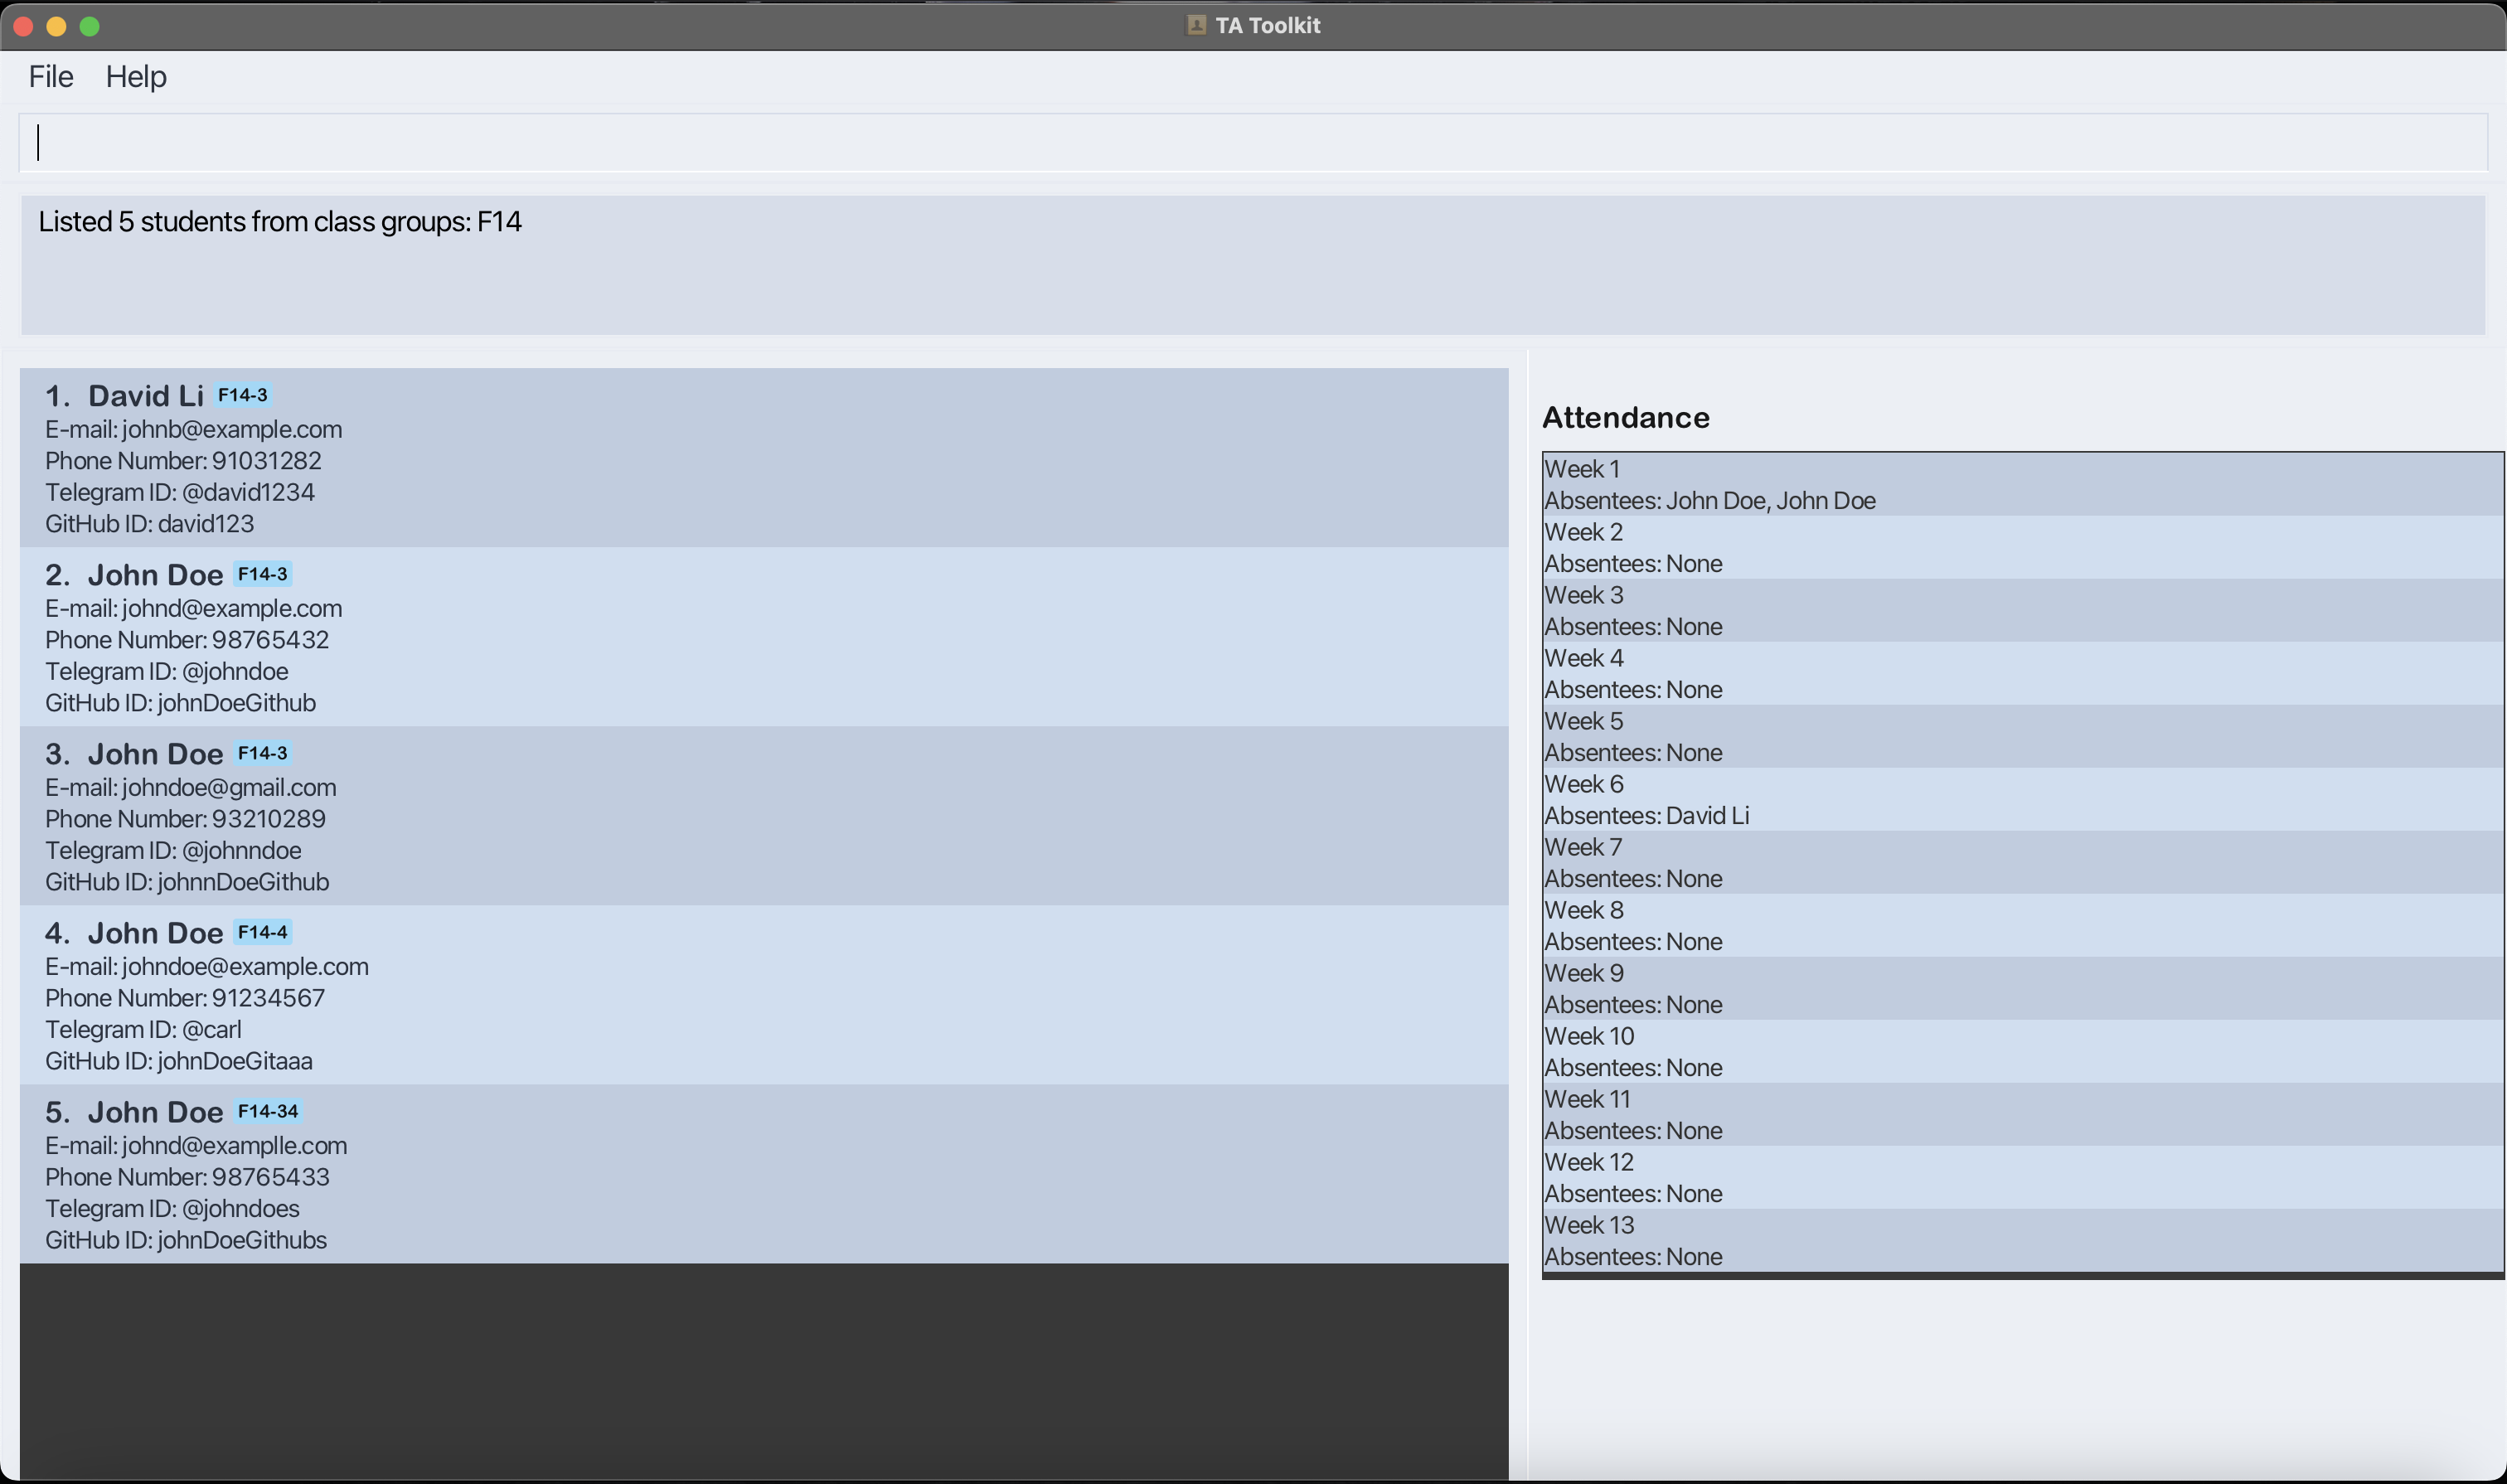 TA Toolkit
File Help
Listed 5 students from class groups: F14
1. David Li F14-3
E-mail: johnb@example.com
Phone Number: 91031282
Telegram ID: @david1234
GitHub ID: david123
2. John Doe F14-3
E-mail: johnd@example.com
Phone Number: 98765432
Telegram ID: @johndoe
GitHub ID: johnDoeGithub
3. John Doe F14-3
E-mail: johndoe@gmail.com
Phone Number: 93210289
Telegram ID: @johnndoe
GitHub ID: johnnDoeGithub
4. John Doe F14-4
E-mail: johndoe@example.com
Phone Number: 91234567
Telegram ID: @carl
GitHub ID: johnDoeGitaaa
5. John Doe F14-34
E-mail: johnd@examplle.com
Phone Number: 98765433
Telegram ID: @johndoes
GitHub ID: johnDoeGithubs
Attendance
Week 1
Absentees: John Doe, John Doe
Week 2
Absentees: None
Week 3
Absentees: None
Week 4
Absentees: None
Week 5
Absentees: None
Week 6
Absentees: David Li
Week 7
Absentees: None
Week 8
Absentees: None
Week 9
Absentees: None
Week 10
Absentees: None
Week 11
Absentees: None
Week 12
Absentees: None
Week 13
Absentees: None